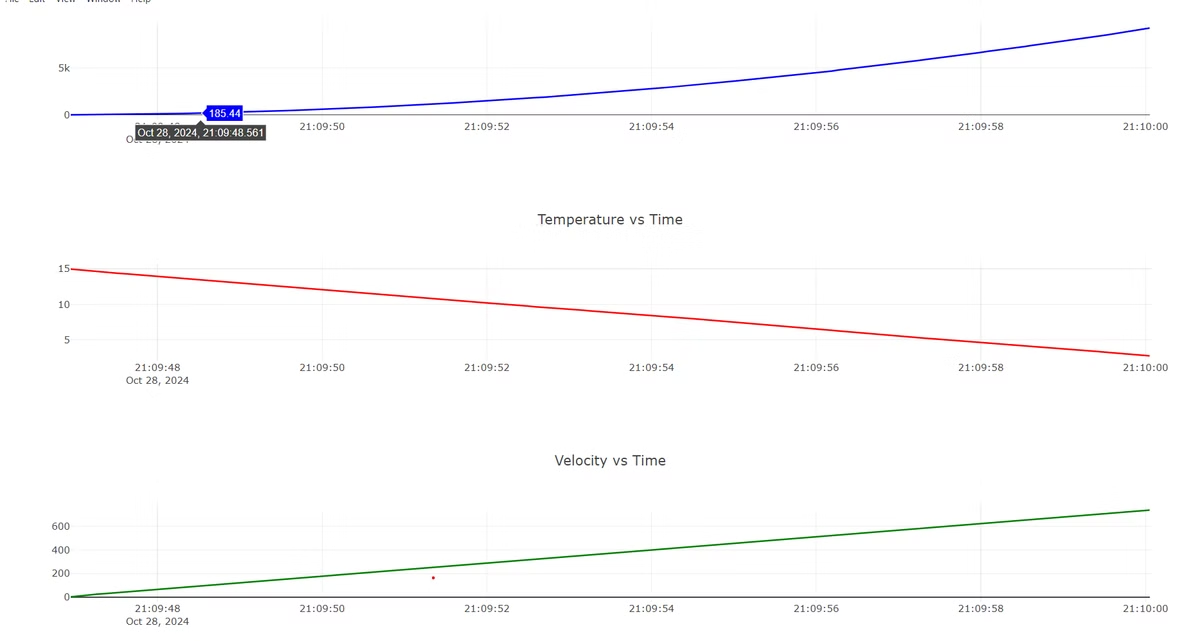 5k
185.44
0
21:09:50 21:09:52 21:09:54 21:09:56 21:09:58 21:10:00
Oct 28, 2024, 21:09:48.561
Temperature vs Time
15
10
5
21:09:48 21:09:50 21:09:52 21:09:54 21:09:56 21:09:58 21:10:00
Oct 28, 2024
Velocity vs Time
600
400
200
0
21:09:48 21:09:50 21:09:52 21:09:54 21:09:56 21:09:58 21:10:00
Oct 28, 2024